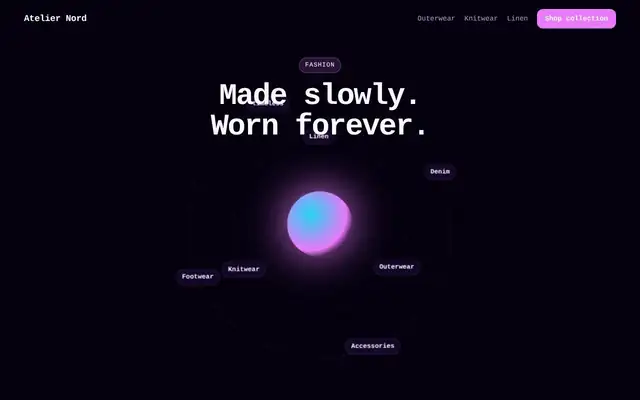 Atelier Nord
Outerwear Knitwear Linen Shop collection
FASHION
Made slowly.
Worn forever.
Linen
Denim
Outerwear
Knitwear
Footwear
Accessories